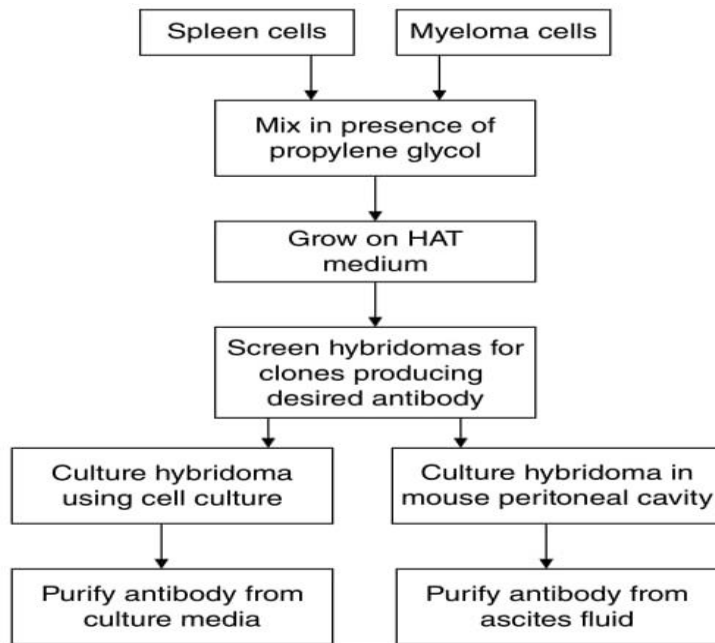 Spleen cells
Myeloma cells
Mix in presence of
propylene glycol
Grow on HAT
medium
Screen hybridomas for
clones producing
desired antibody
Culture hybridoma
using cell culture
Culture hybridoma in
mouse peritoneal cavity
Purify antibody from
culture media
Purify antibody from
ascites fluid